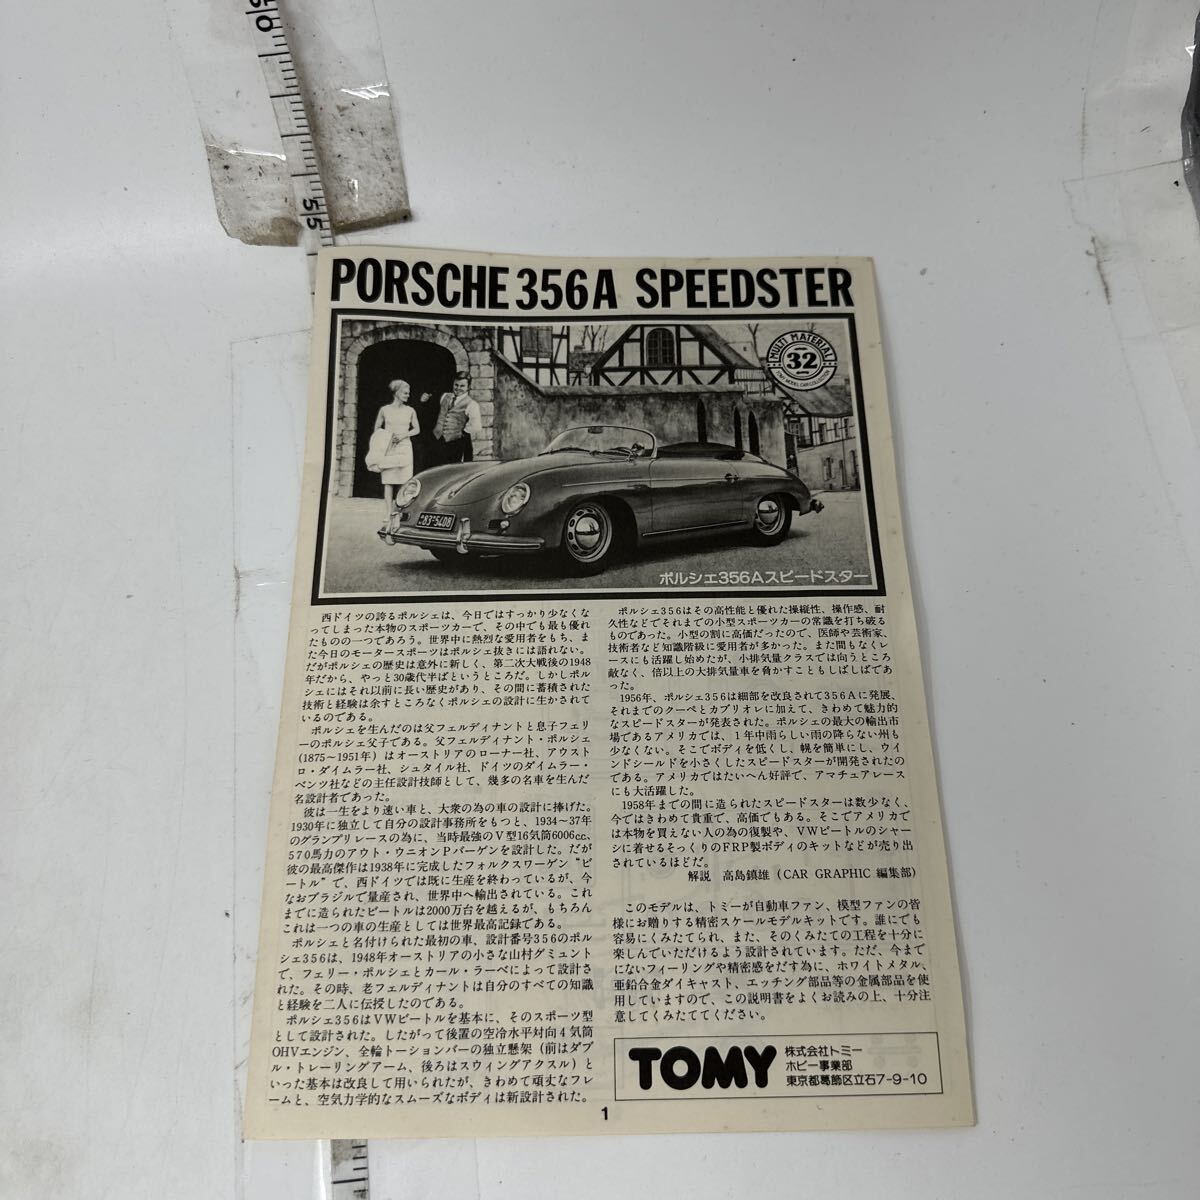 50
55
PORSCHE 356A SPEEDSTER
MULTI MATERIAL
32
83-5408
ポルシェ356Aスピードスター
西ドイツの誇るポルシェは、今日ではすっかり少なくな
ってしまった本物のスポーツカーで、その中でも最も優れ
たものの一つであろう。世界中に熱烈な愛用者をもち、ま
た今日のモータースポーツはポルシェ抜きには語れない。
だがポルシェの歴史は意外に新しく、第二次大戦後の1948
年だから、やっと30歳代半ばというところだ。しかしポル
シェにはそれ以前に長い歴史があり、その間に蓄積された
技術と経験は余すところなくポルシェの設計に生かされて
いるのである。
ポルシェを生んだのは父フェルディナントと息子フェリ
ーのポルシェ父子である。父フェルディナント・ポルシェ
(1875〜1951年)はオーストリアのローナー社、アウスト
ロ・ダイムラー社、シュタイル社、ドイツのダイムラー・
ベンツ社などの主任設計技師として、幾多の名車を生んだ
名設計者であった。
彼は一生をより速い車と、大衆の為の車の設計に捧げた。
1930年に独立して自分の設計事務所をもつと、1934〜37年
のグランプリレースの為に、当時最強のV型16気筒6006cc、
570馬力のアウト・ウニオンPバーゲンを設計した。だが
彼の最高傑作は1938年に完成したフォルクスワーゲン"ビ
ートル"で、西ドイツでは既に生産を終わっているが、今
なおブラジルで量産され、世界中へ輸出されている。これ
までに造られたビートルは2000万台を越えるが、もちろん
これは一つの車の生産としては世界最高記録である。
ポルシェと名付けられた最初の車、設計番号356のポル
シェ356は、1948年オーストリアの小さな山村グミュント
で、フェリー・ポルシェとカール・ラーベによって設計さ
れた。その時、老フェルディナントは自分のすべての知識
と経験を二人に伝授したのである。
ポルシェ356はVWビートルを基本に、そのスポーツ型
として設計された。したがって後置の空冷水平対向4気筒
OHVエンジン、全輪トーションバーの独立懸架(前はダブ
ル・トレーリングアーム、後ろはスウィングアクスル)と
いった基本は改良して用いられたが、きわめて頑丈なフレ
ームと、空気力学的なスムーズなボディは新設計された。
ポルシェ356はその高性能と優れた操縦性、操作感、耐
久性などでそれまでの小型スポーツカーの常識を打ち破る
ものであった。小型の割に高価だったので、医師や芸術家、
技術者など知識階級に愛用者が多かった。また間もなくレ
ースにも活躍し始めたが、小排気量クラスでは向うところ
敵なく、倍以上の大排気量車を脅かすこともしばしばであ
った。
1956年、ポルシェ356は細部を改良されて356Aに発展、
それまでのクーペとカブリオレに加えて、きわめて魅力的
なスピードスターが発表された。ポルシェの最大の輸出市
場であるアメリカでは、1年中雨らしい雨の降らない州も
少なくない。そこでボディを低くし、幌を簡単にし、ウイ
ンドシールドを小さくしたスピードスターが開発されたの
である。アメリカではたいへん好評で、アマチュアレース
にも大活躍した。
1958年までの間に造られたスピードスターは数少なく、
今ではきわめて貴重で、高価でもある。そこでアメリカで
は本物を買えない人の為の復製や、VWビートルのシャー
シに着せるそっくりのFRP製ボディのキットなどが売り出
されているほどだ。
解説 高島鎮雄(CAR GRAPHIC 編集部)
このモデルは、トミーが自動車ファン、模型ファンの皆
様にお贈りする精密スケールモデルキットです。誰にでも
容易にくみたてられ、また、そのくみたての工程を十分に
楽しんでいただけるよう設計されています。ただ、今まで
にないフィーリングや精密感をだす為に、ホワイトメタル、
亜鉛合金ダイキャスト、エッチング部品等の金属部品を使
用していますので、この説明書をよくお読みの上、十分注
意してくみたててください。
TOMY
株式会社トミー
ホビー事業部
東京都葛飾区立石7-9-10
1